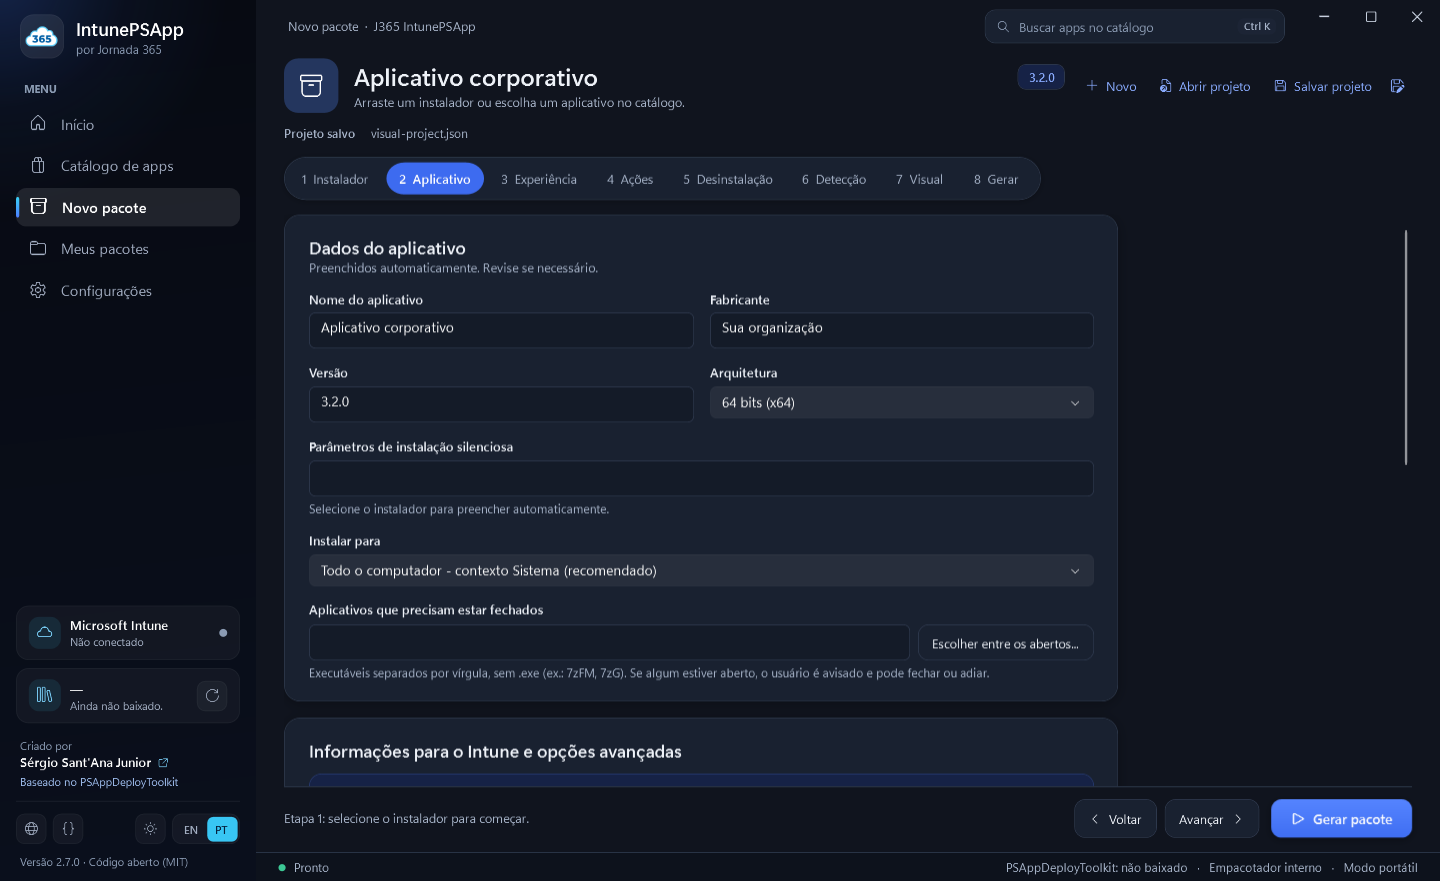 IntunePSApp
por Jornada 365
365
MENU
Início
Catálogo de apps
Novo pacote
Meus pacotes
Configurações
Microsoft Intune
Não conectado
—
Ainda não baixado.
Criado por
Sérgio Sant'Ana Junior
Baseado no PSAppDeployToolkit
{} EN PT
Versão 2.7.0 · Código aberto (MIT)
Novo pacote · J365 IntunePSApp
Buscar apps no catálogo Ctrl K
Aplicativo corporativo
Arraste um instalador ou escolha um aplicativo no catálogo.
3.2.0
Novo
Abrir projeto
Salvar projeto
Projeto salvo visual-project.json
1 Instalador
2 Aplicativo
3 Experiência
4 Ações
5 Desinstalação
6 Detecção
7 Visual
8 Gerar
Dados do aplicativo
Preenchidos automaticamente. Revise se necessário.
Nome do aplicativo
Aplicativo corporativo
Fabricante
Sua organização
Versão
3.2.0
Arquitetura
64 bits (x64)
Parâmetros de instalação silenciosa
Selecione o instalador para preencher automaticamente.
Instalar para
Todo o computador - contexto Sistema (recomendado)
Aplicativos que precisam estar fechados
Escolher entre os abertos...
Executáveis separados por vírgula, sem .exe (ex.: 7zFM, 7zG). Se algum estiver aberto, o usuário é avisado e pode fechar ou adiar.
Informações para o Intune e opções avançadas
Etapa 1: selecione o instalador para começar.
Voltar
Avançar
Gerar pacote
Pronto
PSAppDeployToolkit: não baixado · Empacotador interno · Modo portátil